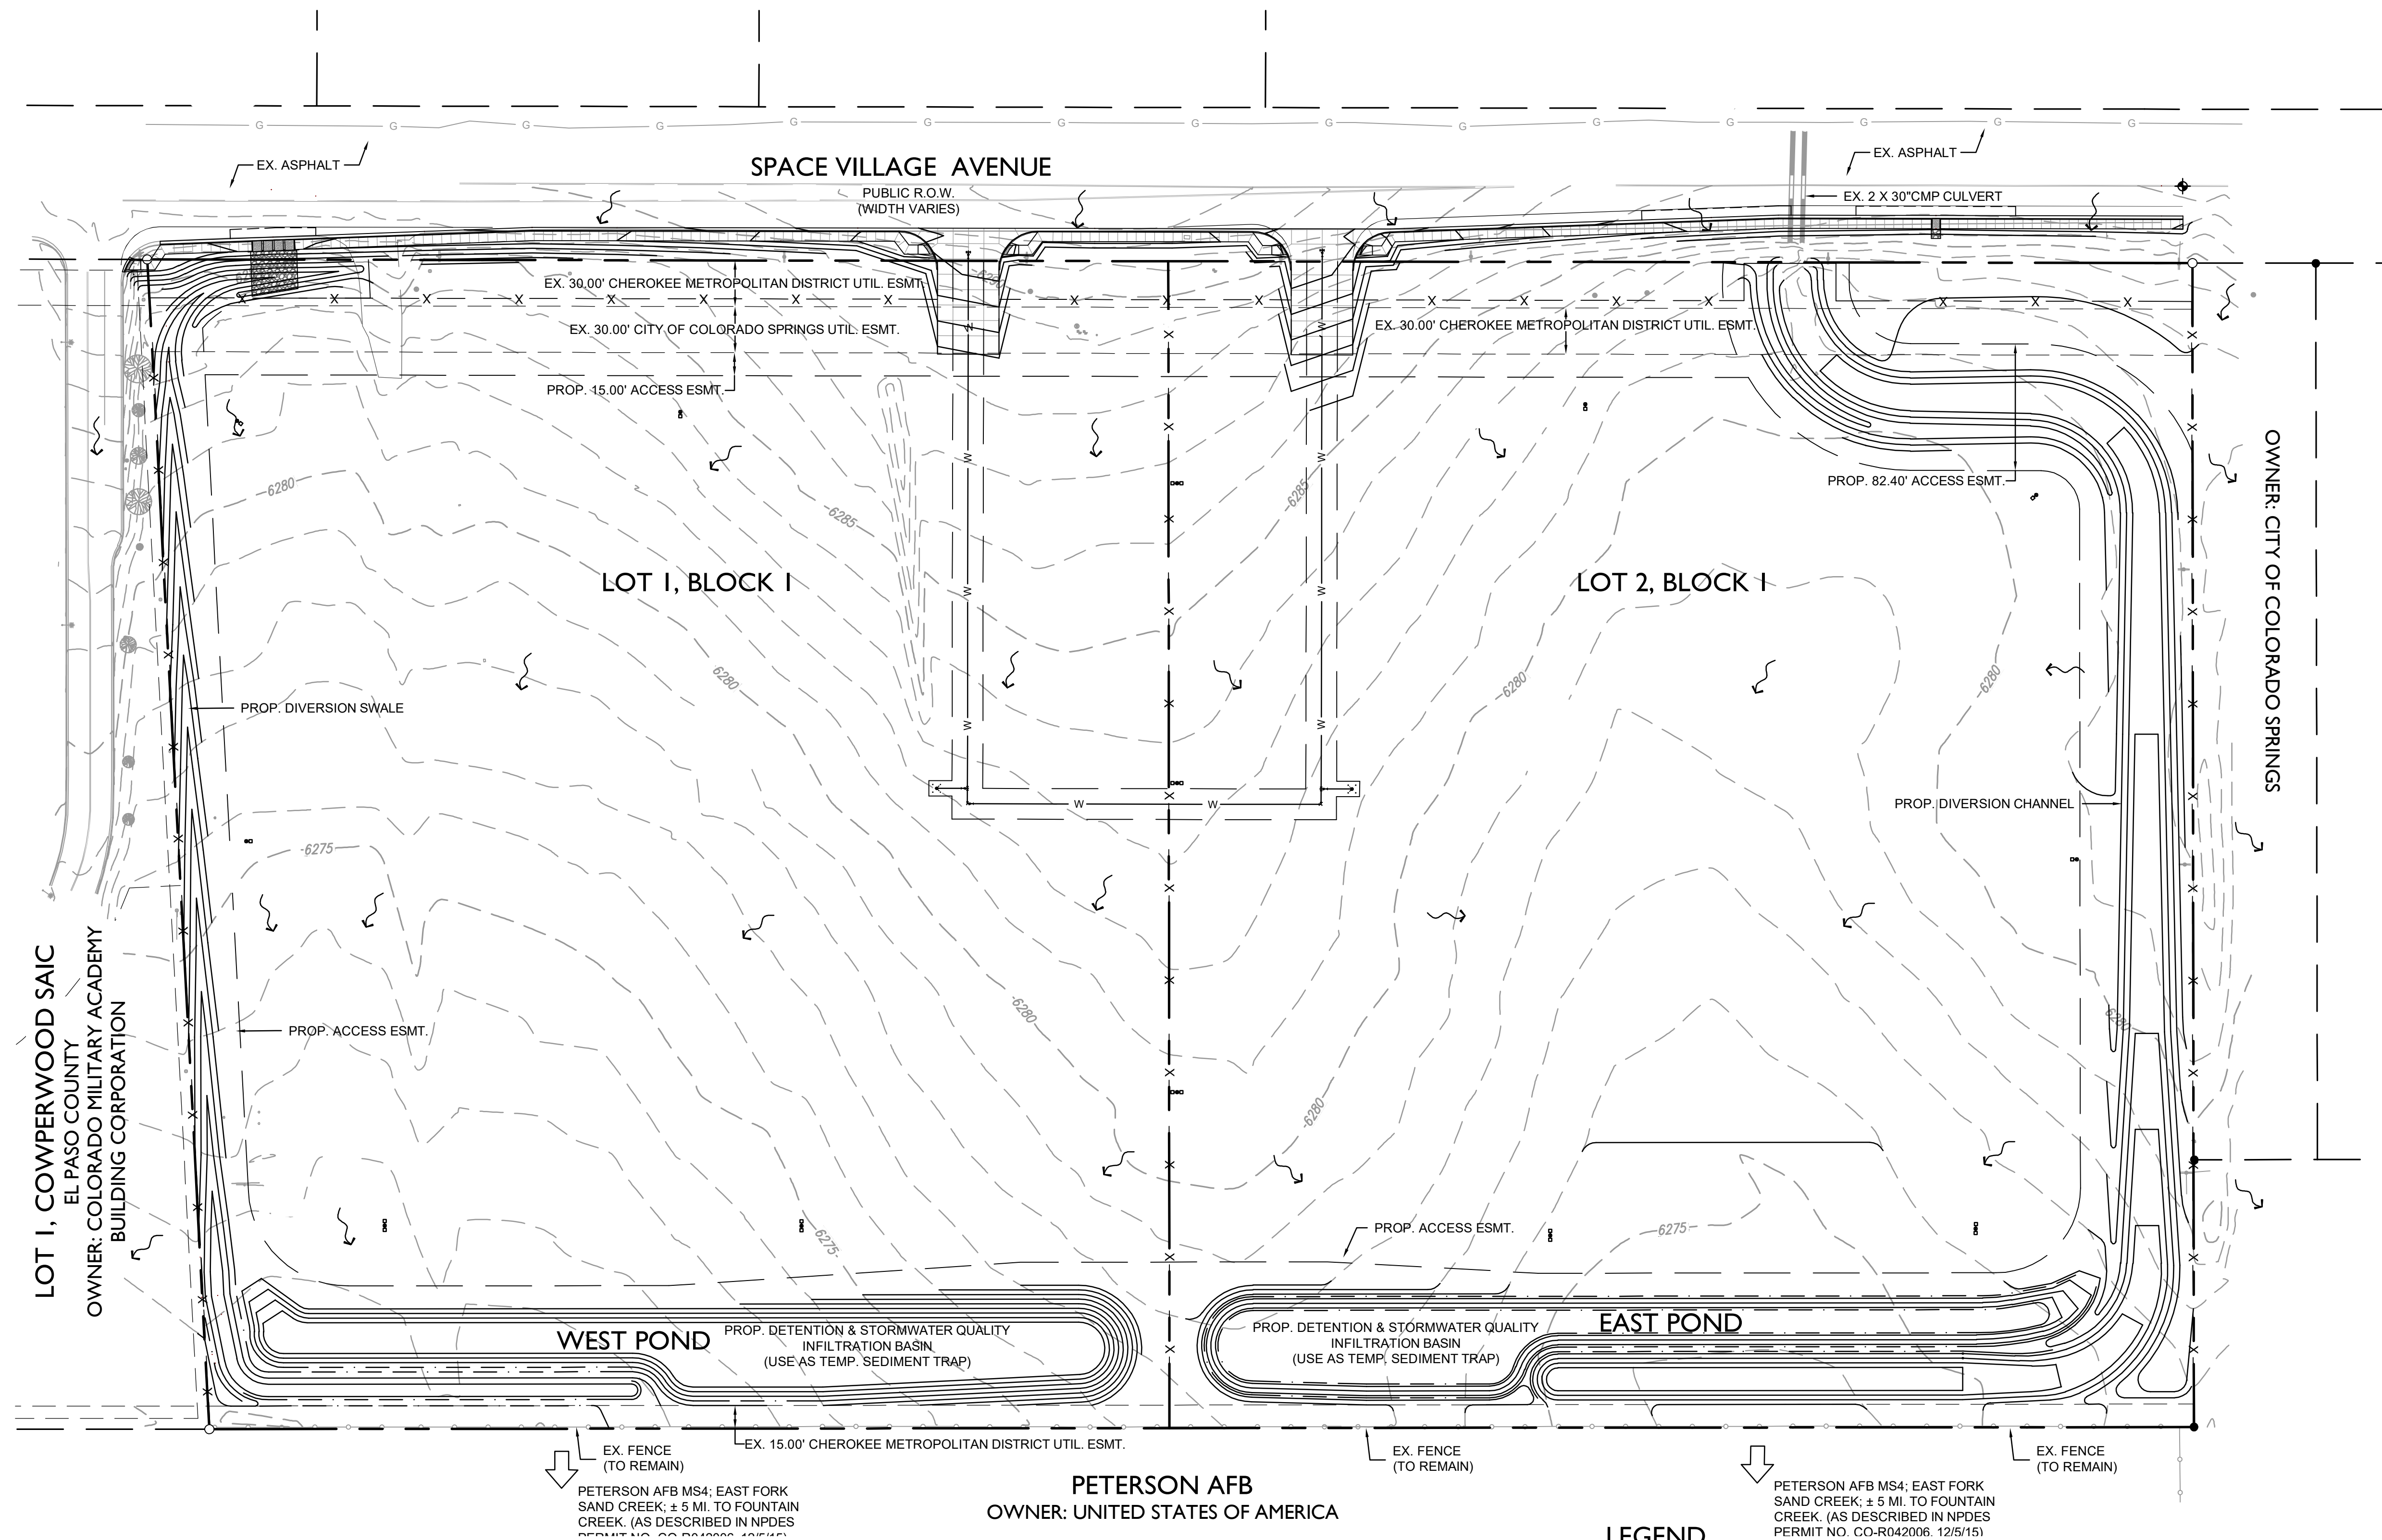 EX. ASPHALT
SPACE VILLAGE AVENUE
PUBLIC R.O.W.
(WIDTH VARIES)
EX. ASPHALT
EX. 2 X 30"CMP CULVERT
EX. 30.00' CHEROKEE METROPOLITAN DISTRICT UTIL. ESMT.
EX. 30.00' CITY OF COLORADO SPRINGS UTIL. ESMT.
EX. 30.00' CHEROKEE METROPOLITAN DISTRICT UTIL. ESMT.
PROP. 15.00' ACCESS ESMT.
PROP. 82.40' ACCESS ESMT.
6280
6285
6285
LOT 1, BLOCK 1
LOT 2, BLOCK 1
OWNER: CITY OF COLORADO SPRINGS
6280
6280
6280
PROP. DIVERSION SWALE
PROP. DIVERSION CHANNEL
6275
LOT 1, COWPERWOOD SAIC
EL PASO COUNTY
OWNER: COLORADO MILITARY ACADEMY
BUILDING CORPORATION
6280
6280
PROP. ACCESS ESMT.
6280
6275
PROP. ACCESS ESMT.
6275
WEST POND
PROP. DETENTION & STORMWATER QUALITY
INFILTRATION BASIN
(USE AS TEMP. SEDIMENT TRAP)
PROP. DETENTION & STORMWATER QUALITY
INFILTRATION BASIN
(USE AS TEMP. SEDIMENT TRAP)
EAST POND
EX. FENCE
(TO REMAIN)
EX. 15.00' CHEROKEE METROPOLITAN DISTRICT UTIL. ESMT.
EX. FENCE
(TO REMAIN)
EX. FENCE
(TO REMAIN)
PETERSON AFB MS4; EAST FORK
SAND CREEK; ± 5 MI. TO FOUNTAIN
CREEK. (AS DESCRIBED IN NPDES
PERMIT NO. CO-R042006, 12/5/15)
PETERSON AFB
OWNER: UNITED STATES OF AMERICA
PETERSON AFB MS4; EAST FORK
SAND CREEK; ± 5 MI. TO FOUNTAIN
CREEK. (AS DESCRIBED IN NPDES
PERMIT NO. CO-R042006, 12/5/15)
LEGEND